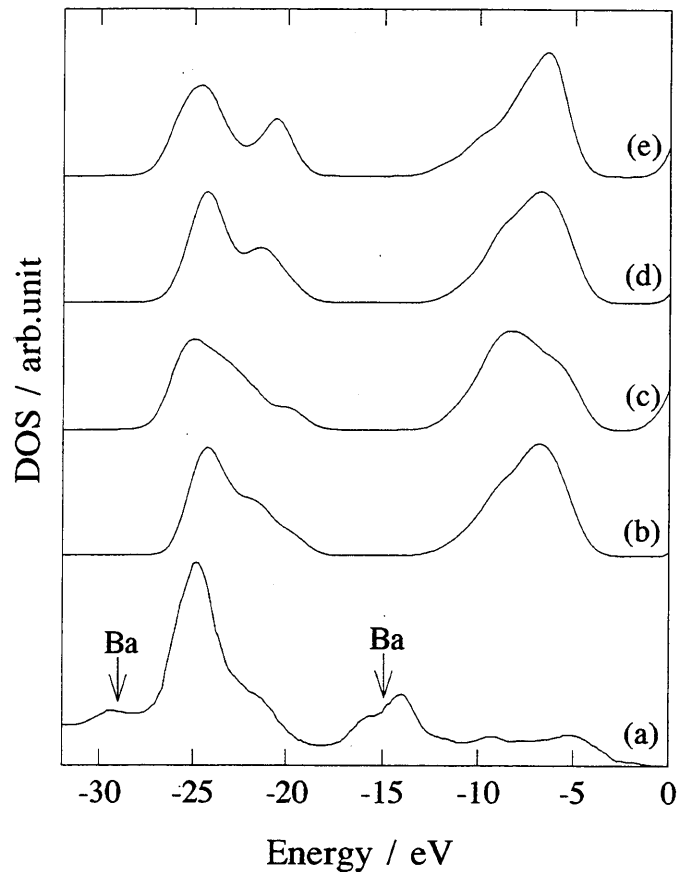 (e)
(d)
(c)
(b)
(a)
Ba
Ba
DOS / arb.unit
-30 -25 -20 -15 -10 -5 0
Energy / eV